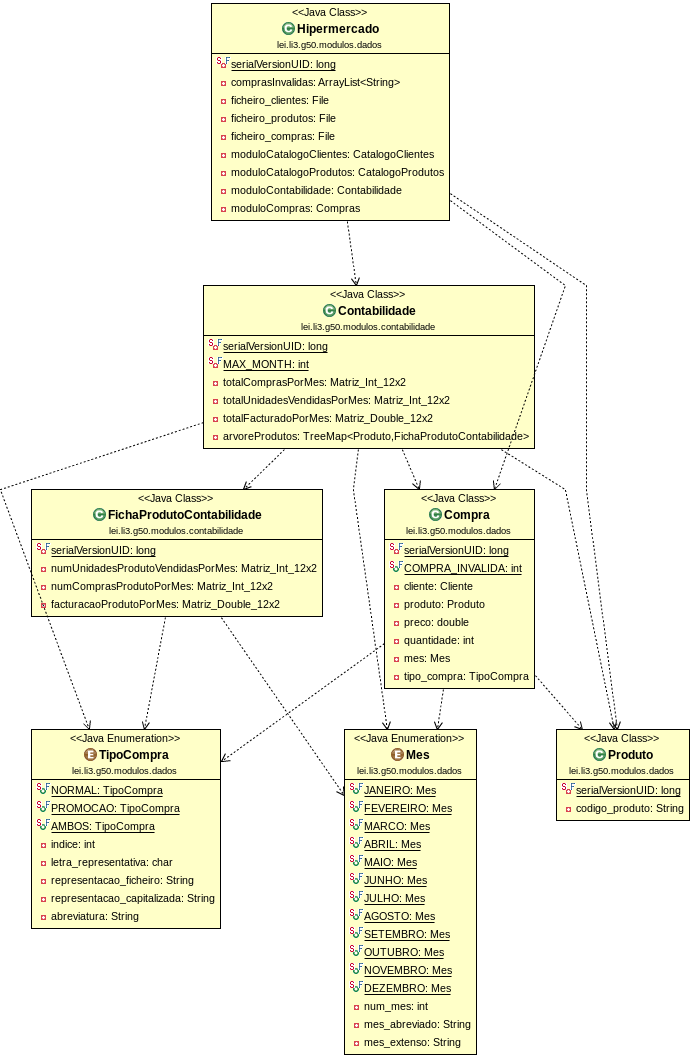 <<Java Class>>
Hipermercado
lei.li3.g50.modulos.dados
serialVersionUID: long
comprasInvalidas: ArrayList<String>
ficheiro_clientes: File
ficheiro_produtos: File
ficheiro_compras: File
moduloCatalogoClientes: CatalogoClientes
moduloCatalogoProdutos: CatalogoProdutos
moduloContabilidade: Contabilidade
moduloCompras: Compras
<<Java Class>>
Contabilidade
lei.li3.g50.modulos.contabilidade
serialVersionUID: long
MAX_MONTH: int
totalComprasPorMes: Matriz_Int_12x2
totalUnidadesVendidasPorMes: Matriz_Int_12x2
totalFacturadoPorMes: Matriz_Double_12x2
arvoreProdutos: TreeMap<Produto,FichaProdutoContabilidade>
<<Java Class>>
FichaProdutoContabilidade
lei.li3.g50.modulos.contabilidade
serialVersionUID: long
numUnidadesProdutoVendidasPorMes: Matriz_Int_12x2
numComprasProdutoPorMes: Matriz_Int_12x2
facturacaoProdutoPorMes: Matriz_Double_12x2
<<Java Class>>
Compra
lei.li3.g50.modulos.dados
serialVersionUID: long
COMPRA_INVALIDA: int
cliente: Cliente
produto: Produto
preco: double
quantidade: int
mes: Mes
tipo_compra: TipoCompra
<<Java Enumeration>>
TipoCompra
lei.li3.g50.modulos.dados
NORMAL: TipoCompra
PROMOCAO: TipoCompra
AMBOS: TipoCompra
indice: int
letra_representativa: char
representacao_ficheiro: String
representacao_capitalizada: String
abreviatura: String
<<Java Enumeration>>
Mes
lei.li3.g50.modulos.dados
JANEIRO: Mes
FEVEREIRO: Mes
MARCO: Mes
ABRIL: Mes
MAIO: Mes
JUNHO: Mes
JULHO: Mes
AGOSTO: Mes
SETEMBRO: Mes
OUTUBRO: Mes
NOVEMBRO: Mes
DEZEMBRO: Mes
num_mes: int
mes_abreviado: String
mes_extenso: String
<<Java Class>>
Produto
lei.li3.g50.modulos.dados
serialVersionUID: long
codigo_produto: String